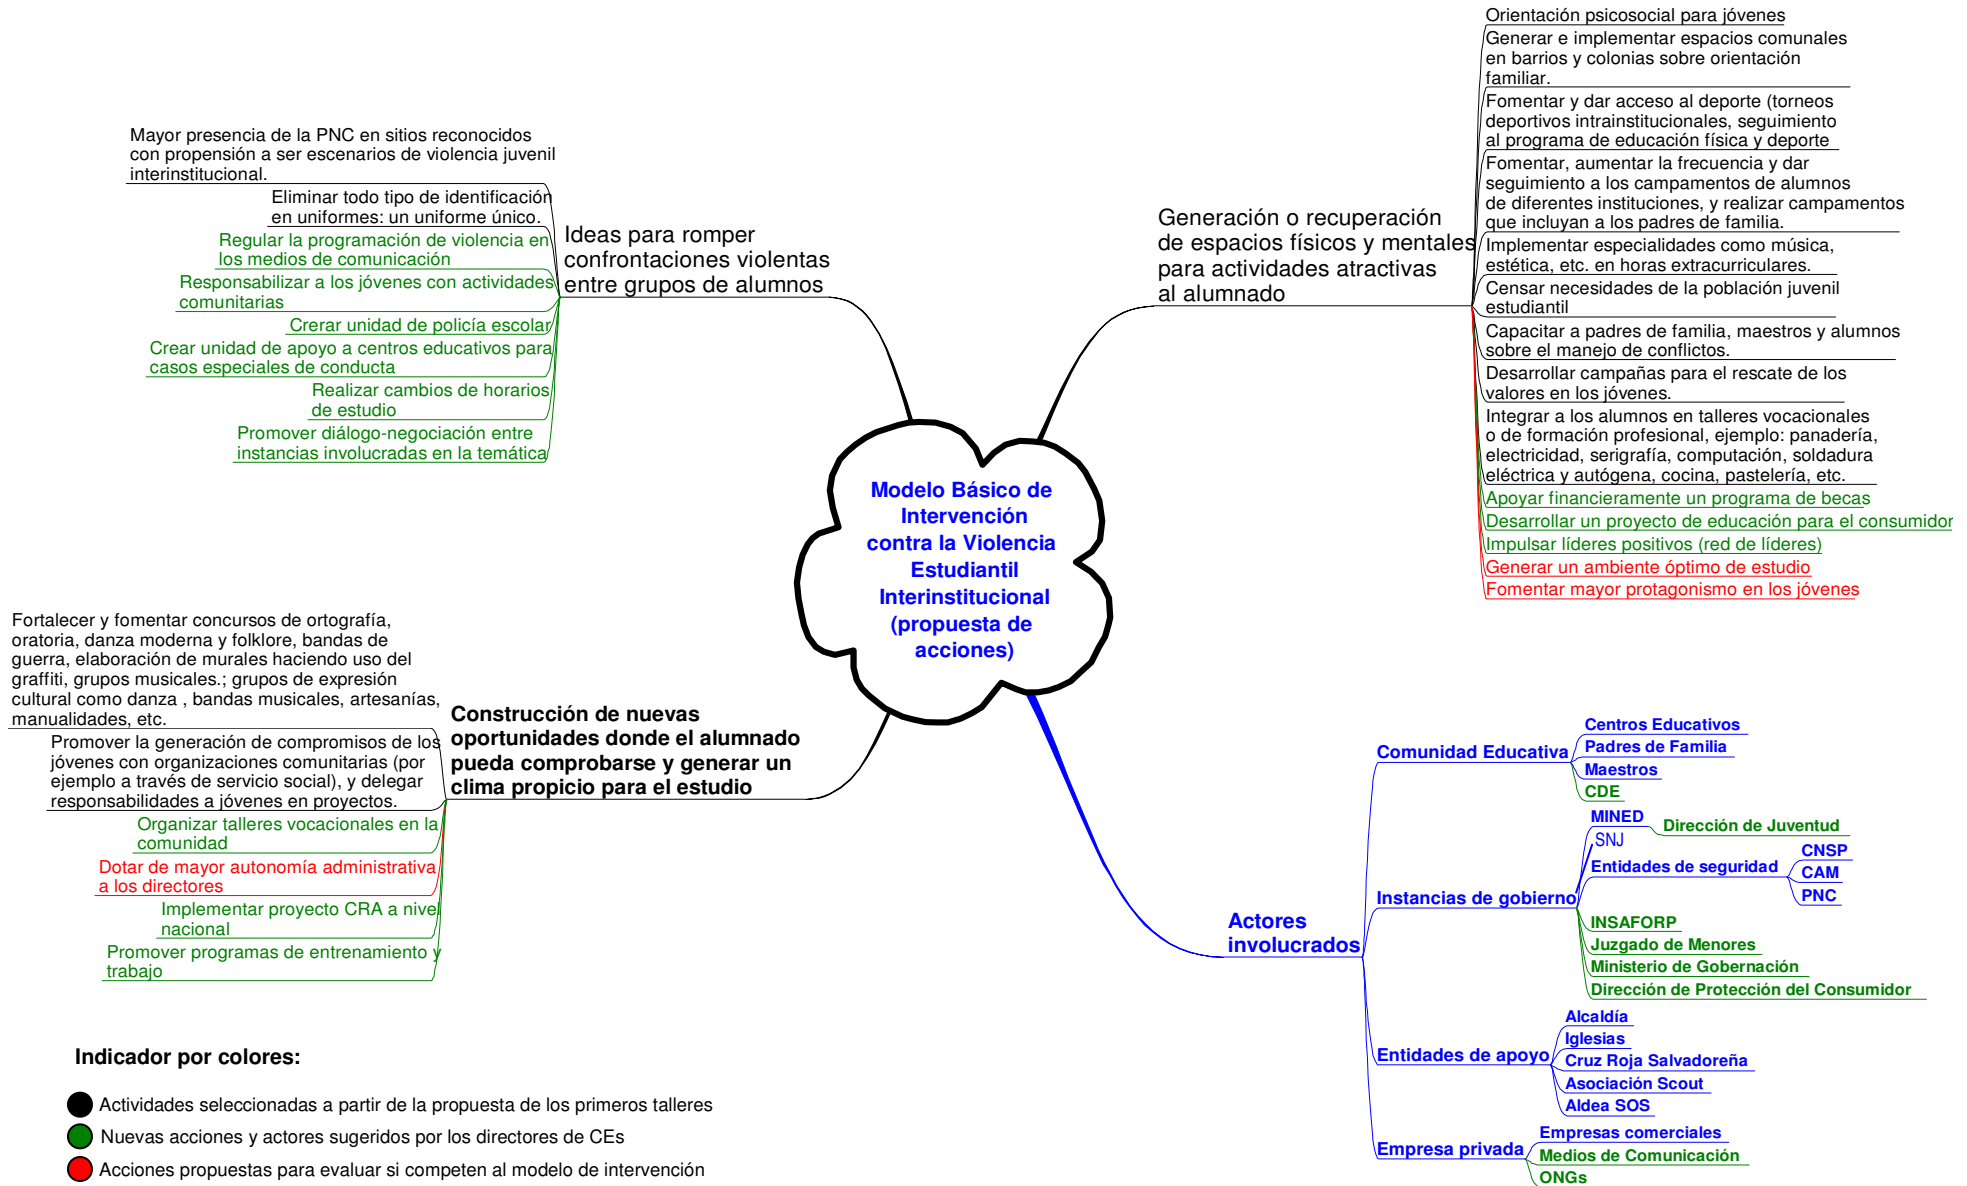 Mayor presencia de la PNC en sitios reconocidos
con propensión a ser escenarios de violencia juvenil
interinstitucional.
Eliminar todo tipo de identificación
en uniformes: un uniforme único.
Regular la programación de violencia en
los medios de comunicación
Responsabilizar a los jóvenes con actividades
comunitarias
Crerar unidad de policía escolar
Crear unidad de apoyo a centros educativos para
casos especiales de conducta
Realizar cambios de horarios
de estudio
Promover diálogo-negociación entre
instancias involucradas en la temática
Ideas para romper
confrontaciones violentas
entre grupos de alumnos
Generación o recuperación
de espacios físicos y mentales
para actividades atractivas
al alumnado
Orientación psicosocial para jóvenes
Generar e implementar espacios comunales
en barrios y colonias sobre orientación
familiar.
Fomentar y dar acceso al deporte (torneos
deportivos intrainstitucionales, seguimiento
al programa de educación física y deporte
Fomentar, aumentar la frecuencia y dar
seguimiento a los campamentos de alumnos
de diferentes instituciones, y realizar campamentos
que incluyan a los padres de familia.
Implementar especialidades como música,
estética, etc. en horas extracurriculares.
Censar necesidades de la población juvenil
estudiantil
Capacitar a padres de familia, maestros y alumnos
sobre el manejo de conflictos.
Desarrollar campañas para el rescate de los
valores en los jóvenes.
Integrar a los alumnos en talleres vocacionales
o de formación profesional, ejemplo: panadería,
electricidad, serigrafía, computación, soldadura
eléctrica y autógena, cocina, pastelería, etc.
Apoyar financieramente un programa de becas
Desarrollar un proyecto de educación para el consumidor
Impulsar líderes positivos (red de líderes)
Generar un ambiente óptimo de estudio
Fomentar mayor protagonismo en los jóvenes
Modelo Básico de
Intervención
contra la Violencia
Estudiantil
Interinstitucional
(propuesta de
acciones)
Fortalecer y fomentar concursos de ortografía,
oratoria, danza moderna y folklore, bandas de
guerra, elaboración de murales haciendo uso del
graffiti, grupos musicales.; grupos de expresión
cultural como danza , bandas musicales, artesanías,
manualidades, etc.
Promover la generación de compromisos de los
jóvenes con organizaciones comunitarias (por
ejemplo a través de servicio social), y delegar
responsabilidades a jóvenes en proyectos.
Organizar talleres vocacionales en la
comunidad
Dotar de mayor autonomía administrativa
a los directores
Implementar proyecto CRA a nivel
nacional
Promover programas de entrenamiento y
trabajo
Construcción de nuevas
oportunidades donde el alumnado
pueda comprobarse y generar un
clima propicio para el estudio
Actores
involucrados
Comunidad Educativa
Centros Educativos
Padres de Familia
Maestros
CDE
Instancias de gobierno
MINED
Dirección de Juventud
SNJ
Entidades de seguridad
CNSP
CAM
PNC
INSAFORP
Juzgado de Menores
Ministerio de Gobernación
Dirección de Protección del Consumidor
Entidades de apoyo
Alcaldía
Iglesias
Cruz Roja Salvadoreña
Asociación Scout
Aldea SOS
Empresa privada
Empresas comerciales
Medios de Comunicación
ONGs
Indicador por colores:
Actividades seleccionadas a partir de la propuesta de los primeros talleres
Nuevas acciones y actores sugeridos por los directores de CEs
Acciones propuestas para evaluar si competen al modelo de intervención